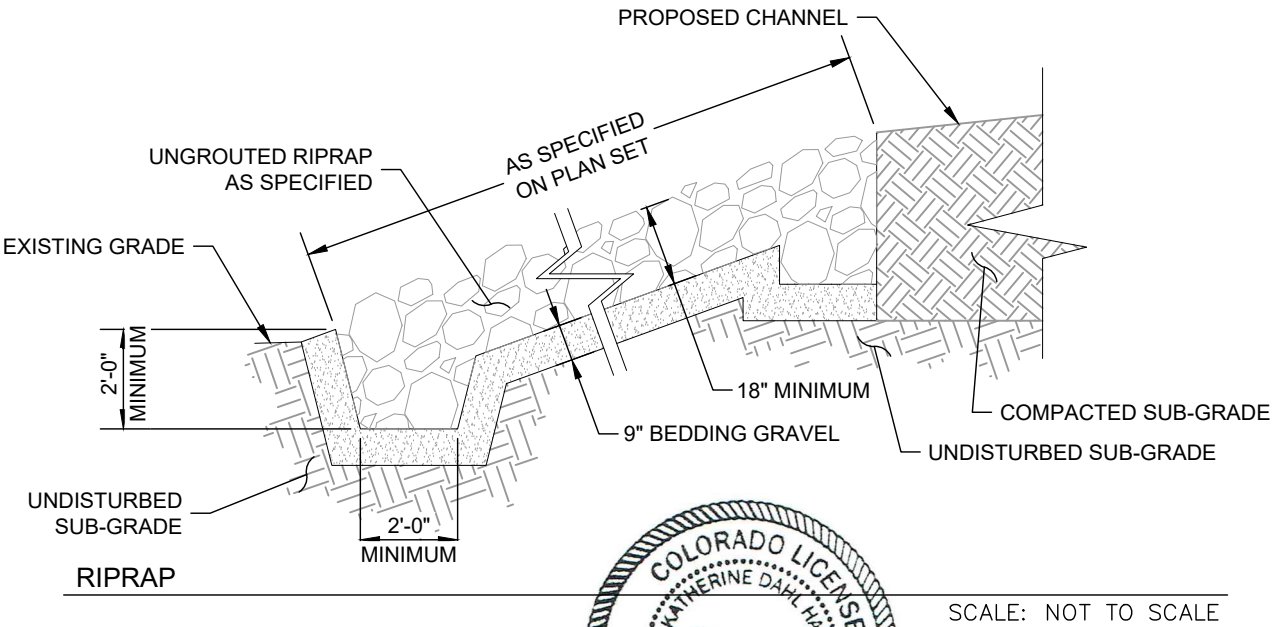 PROPOSED CHANNEL
AS SPECIFIED
ON PLAN SET
UNGROUTED RIPRAP
AS SPECIFIED
EXISTING GRADE
2'-0"
MINIMUM
18" MINIMUM
9" BEDDING GRAVEL
COMPACTED SUB-GRADE
UNDISTURBED SUB-GRADE
UNDISTURBED
SUB-GRADE
2'-0"
MINIMUM
RIPRAP
SCALE: NOT TO SCALE
COLORADO LICENSE
KATHERINE DAHL